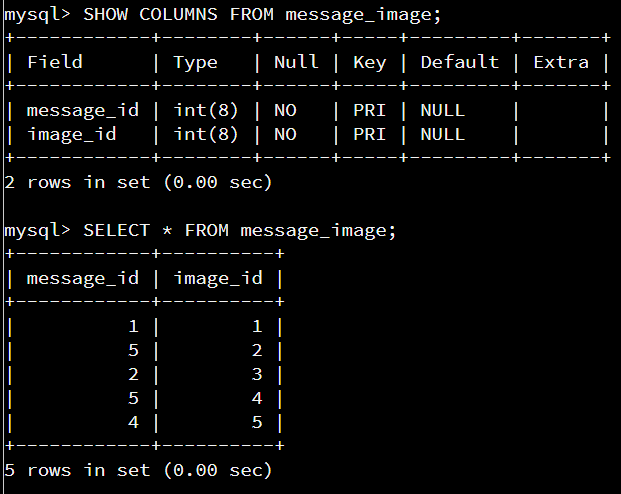 mysql> SHOW COLUMNS FROM message_image;
+------------+--------+------+-----+---------+-------+
| Field      | Type   | Null | Key | Default | Extra |
+------------+--------+------+-----+---------+-------+
| message_id | int(8) | NO   | PRI | NULL    |       |
| image_id   | int(8) | NO   | PRI | NULL    |       |
+------------+--------+------+-----+---------+-------+
2 rows in set (0.00 sec)
mysql> SELECT * FROM message_image;
+------------+----------+
| message_id | image_id |
+------------+----------+
|          1 |        1 |
|          5 |        2 |
|          2 |        3 |
|          5 |        4 |
|          4 |        5 |
+------------+----------+
5 rows in set (0.00 sec)